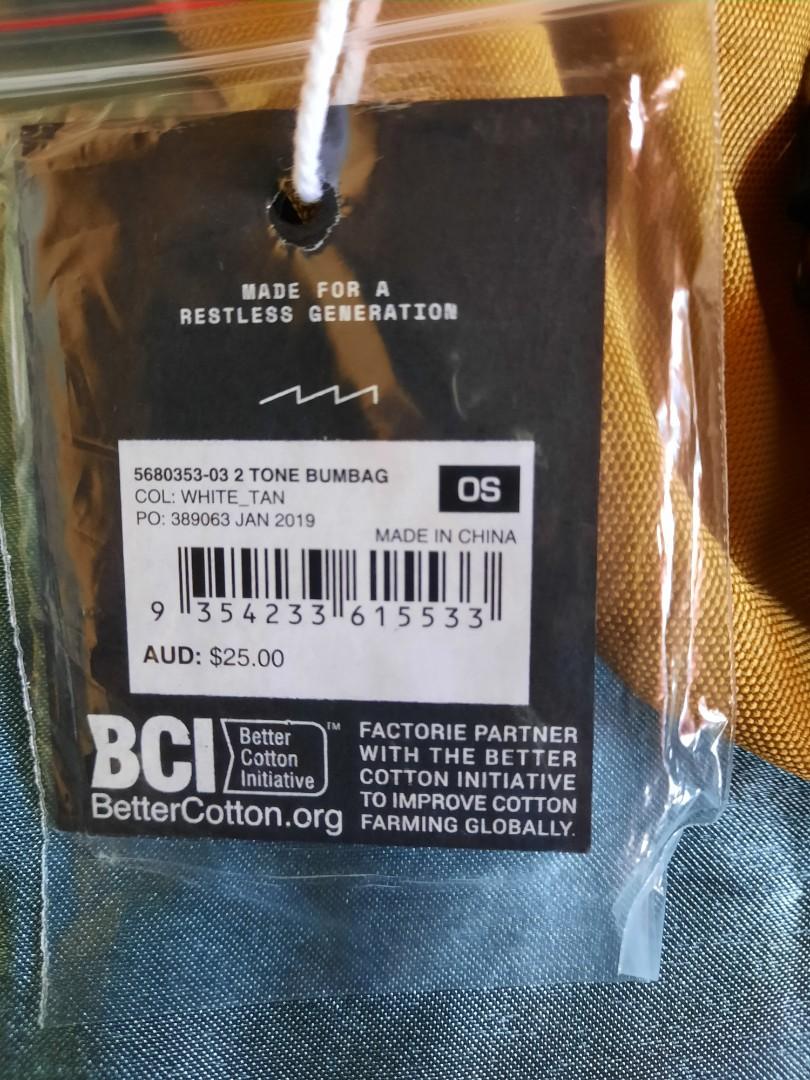 MADE FOR A
RESTLESS GENERATION
5680353-03 2 TONE BUMBAG
OS
COL: WHITE_TAN
PO: 389063 JAN 2019
MADE IN CHINA
9 354233 615533
AUD: $25.00
BCI
Better
Cotton
Initiative
™
BetterCotton.org
FACTORIE PARTNER
WITH THE BETTER
COTTON INITIATIVE
TO IMPROVE COTTON
FARMING GLOBALLY.